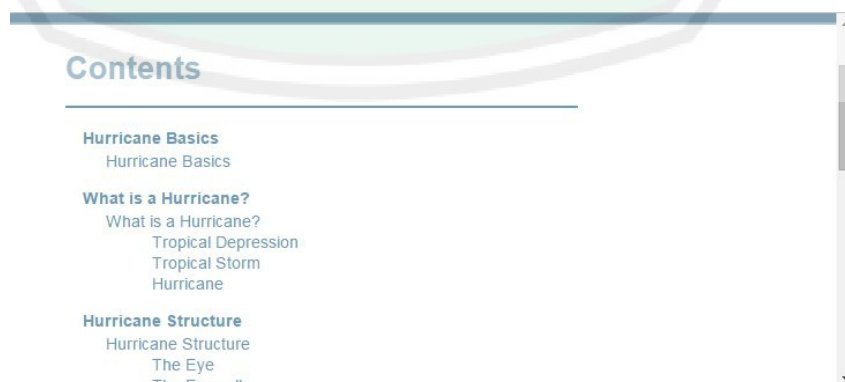 Contents
Hurricane Basics
Hurricane Basics
What is a Hurricane?
What is a Hurricane?
Tropical Depression
Tropical Storm
Hurricane
Hurricane Structure
Hurricane Structure
The Eye